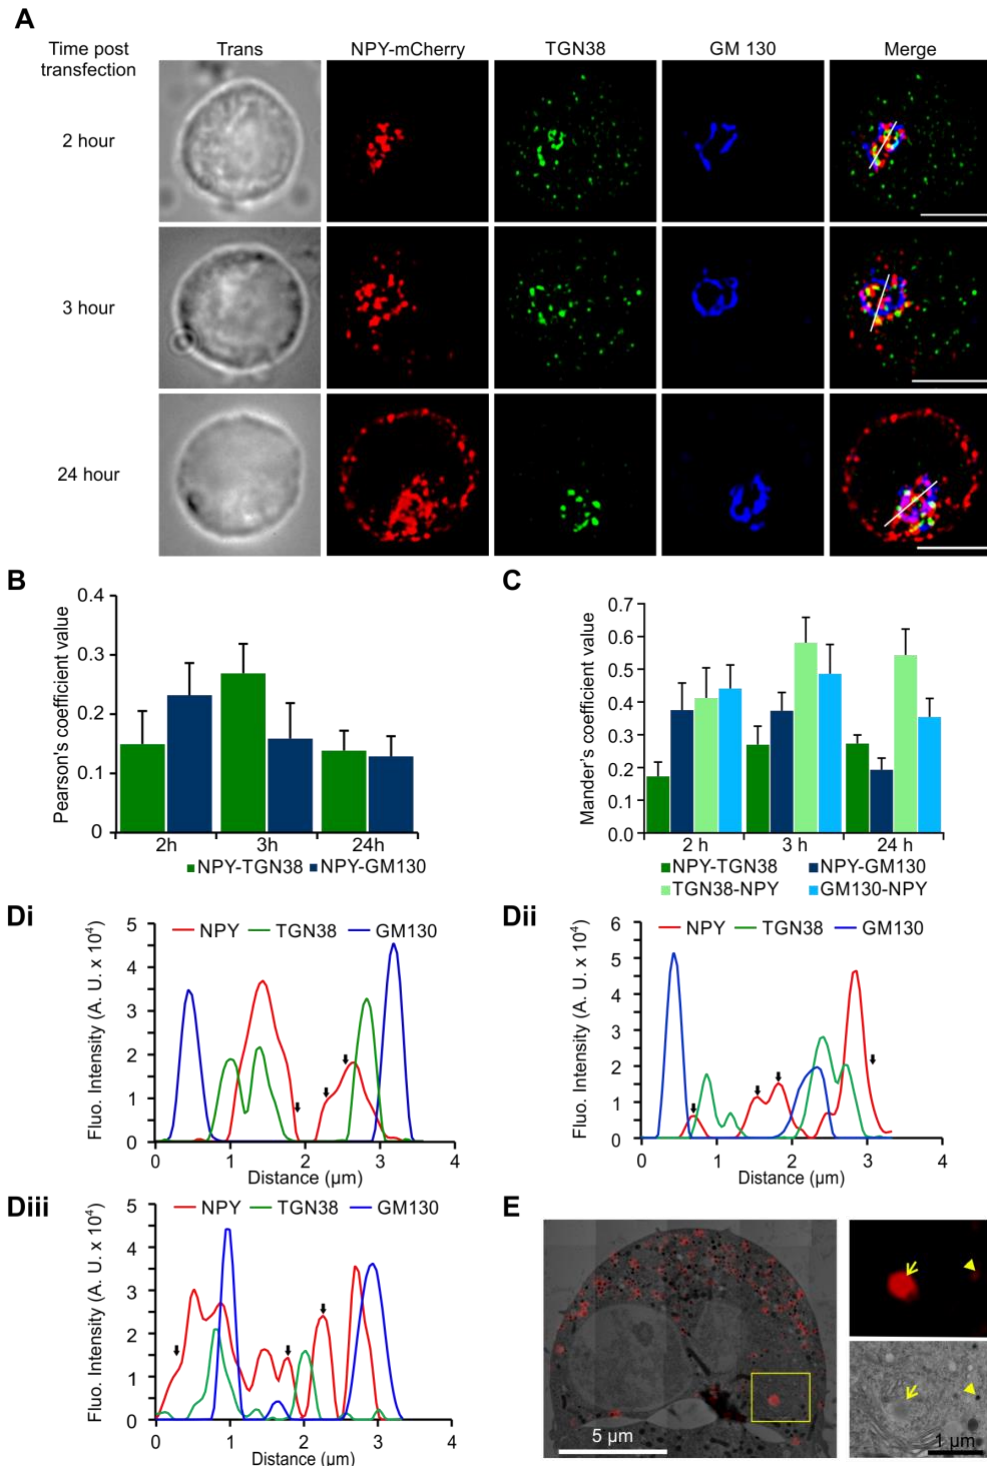 A
Time post
transfection
Trans
NPY-mCherry
TGN38
GM 130
Merge
2 hour
3 hour
24 hour
B
Pearson's coefficient value
0.4
0.3
0.2
0.1
0
2h
3h
24h
NPY-TGN38
NPY-GM130
C
Mander's coefficient value
0.7
0.6
0.5
0.4
0.3
0.2
0.1
0.0
2 h
3 h
24 h
NPY-TGN38
NPY-GM130
TGN38-NPY
GM130-NPY
Di
Fluo. Intensity (A. U. x 10⁴)
NPY
TGN38
GM130
5
4
3
2
1
0
0
1
2
3
4
Distance (µm)
Dii
Fluo. Intensity (A. U. x 10⁴)
NPY
TGN38
GM130
6
5
4
3
2
1
0
0
1
2
3
4
Distance (µm)
Diii
Fluo. Intensity (A. U. x 10⁴)
NPY
TGN38
GM130
5
4
3
2
1
0
0
1
2
3
4
Distance (µm)
E
5 µm
1 µm